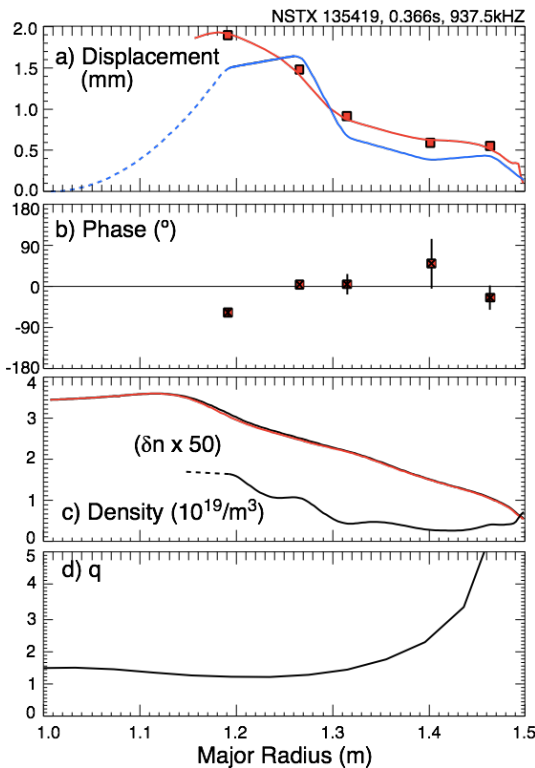 NSTX 135419, 0.366s, 937.5kHZ
2.0
1.5
1.0
0.5
0.0
a) Displacement
(mm)
180
90
0
-90
-180
b) Phase (º)
4
3
2
1
0
(δn x 50)
c) Density (10¹⁹/m³)
5
4
3
2
1
0
d) q
1.0 1.1 1.2 1.3 1.4 1.5
Major Radius (m)